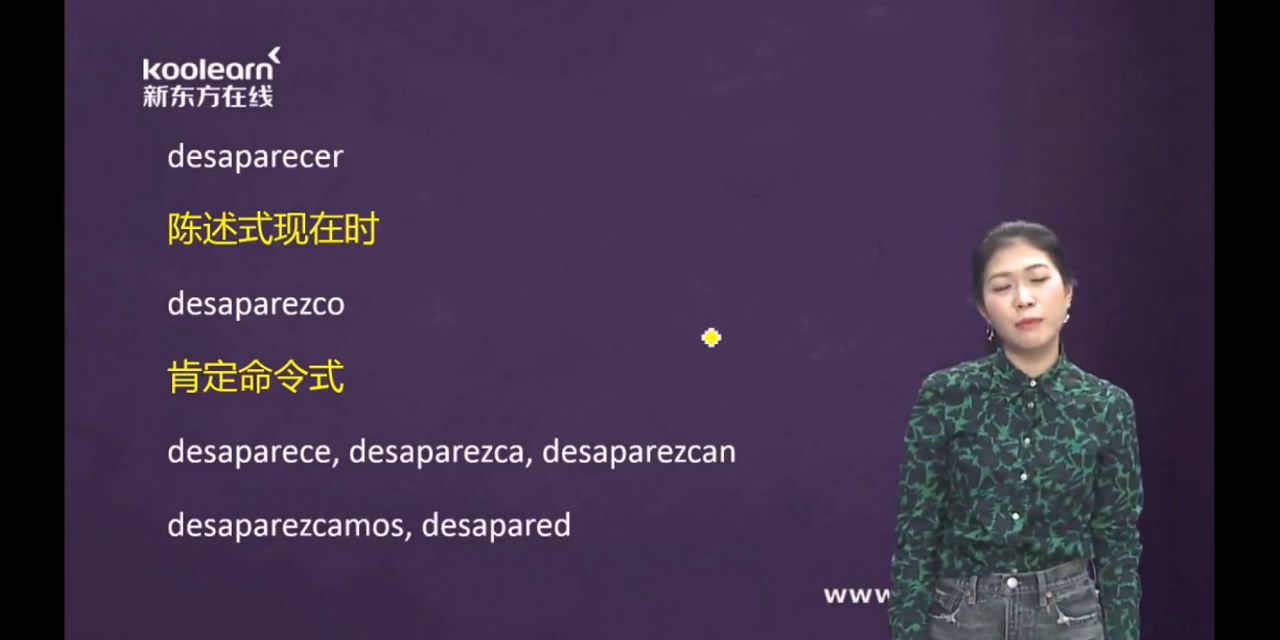 koolearn
新东方在线
desaparecer
陈述式现在时
desaparezco
肯定命令式
desaparece, desaparezca, desaparezcan
desaparezcamos, desapared
www